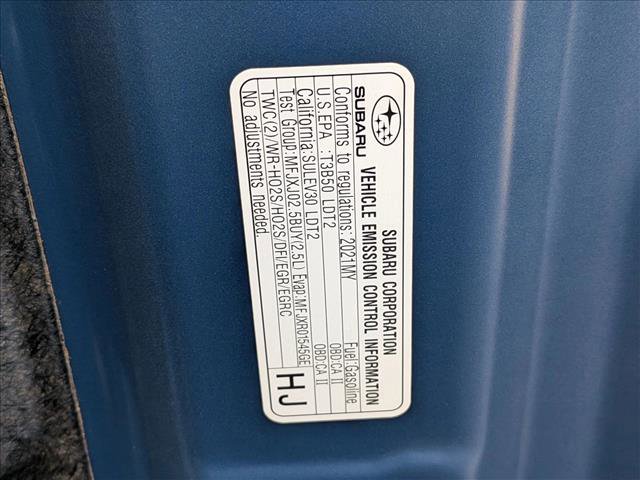 SUBARU CORPORATION
SUBARU VEHICLE EMISSION CONTROL INFORMATION
Conforms to regulations: 2021MY Fuel:Gasoline
U.S.EPA :T3B50 LDT2 OBD:CA II
California:SULEV30 LDT2 OBD:CA II
Test Group:MFJXJ02.5BUY(2.5L) Evap:MFJXR01545GE
TWC(2)/WR-HO2S/HO2S/DFI/EGR/EGRC
No adjustments needed.
HJ